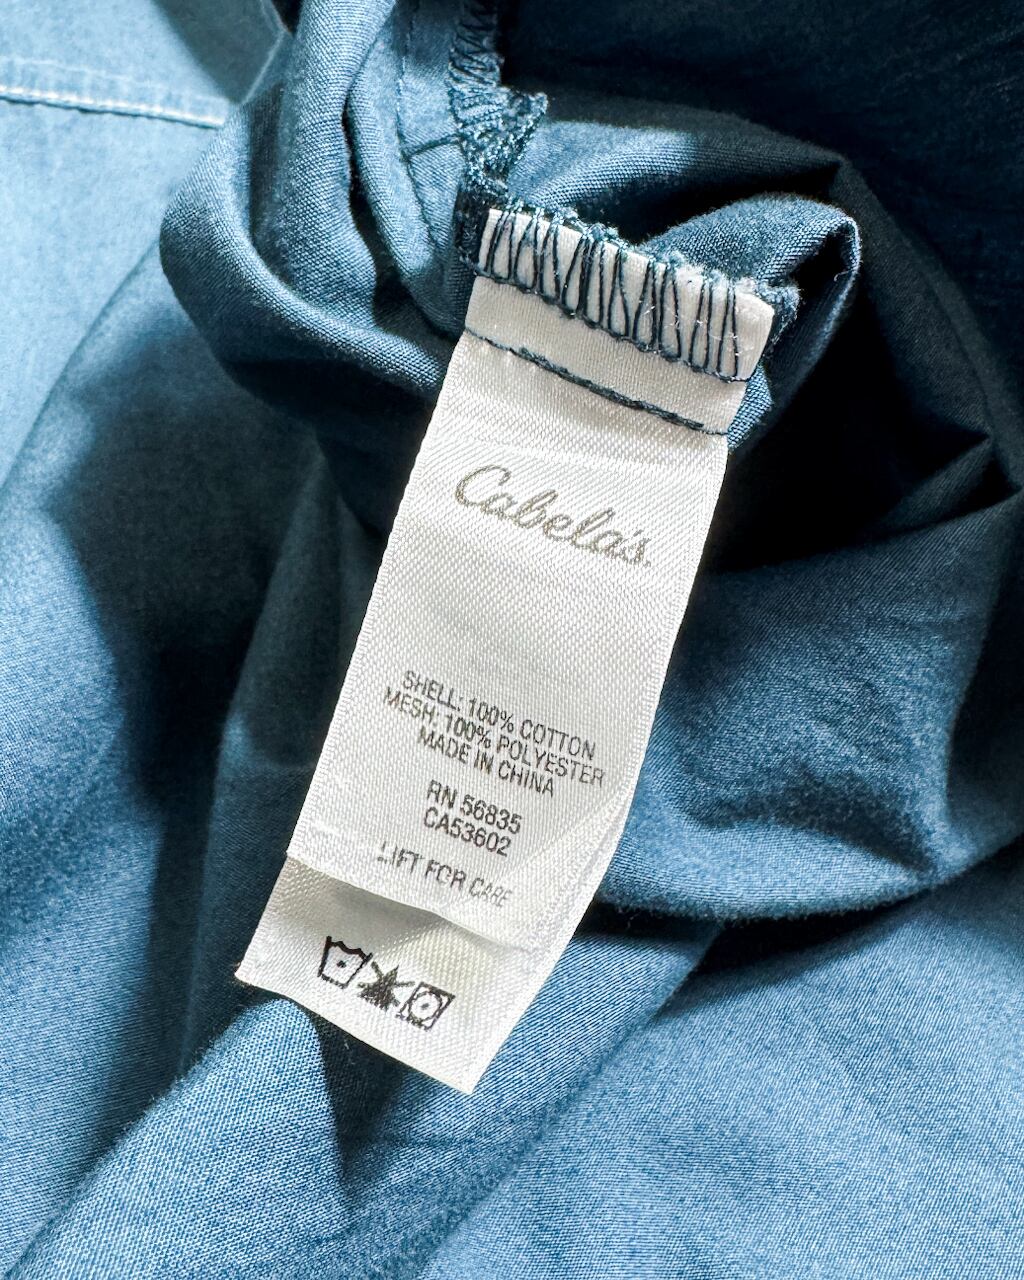 Cabela's.
SHELL: 100% COTTON
MESH: 100% POLYESTER
MADE IN CHINA
RN 56835
CA53602
LIFT FOR CARE